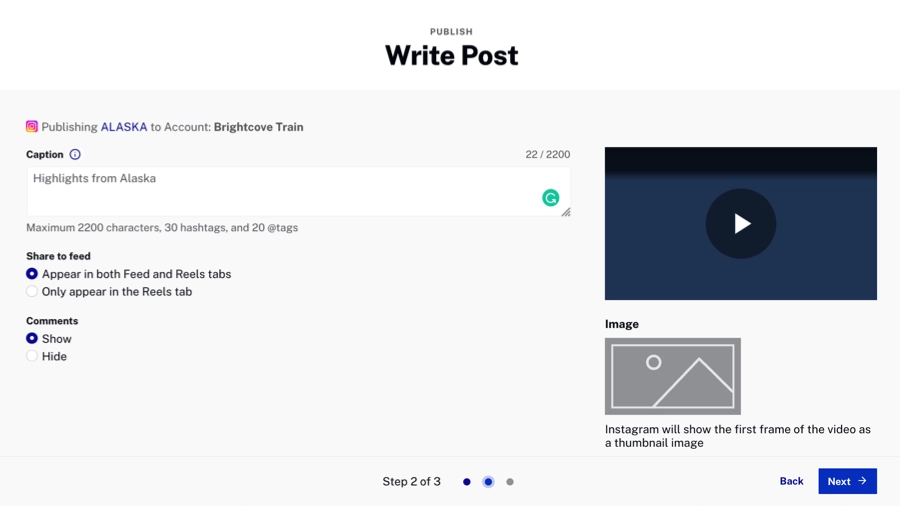 PUBLISH
Write Post
Publishing ALASKA to Account: Brightcove Train
Caption 22 / 2200
Highlights from Alaska
Maximum 2200 characters, 30 hashtags, and 20 @tags
Share to feed
Appear in both Feed and Reels tabs
Only appear in the Reels tab
Comments
Show
Hide
Image
Instagram will show the first frame of the video as
a thumbnail image
Step 2 of 3
Back
Next